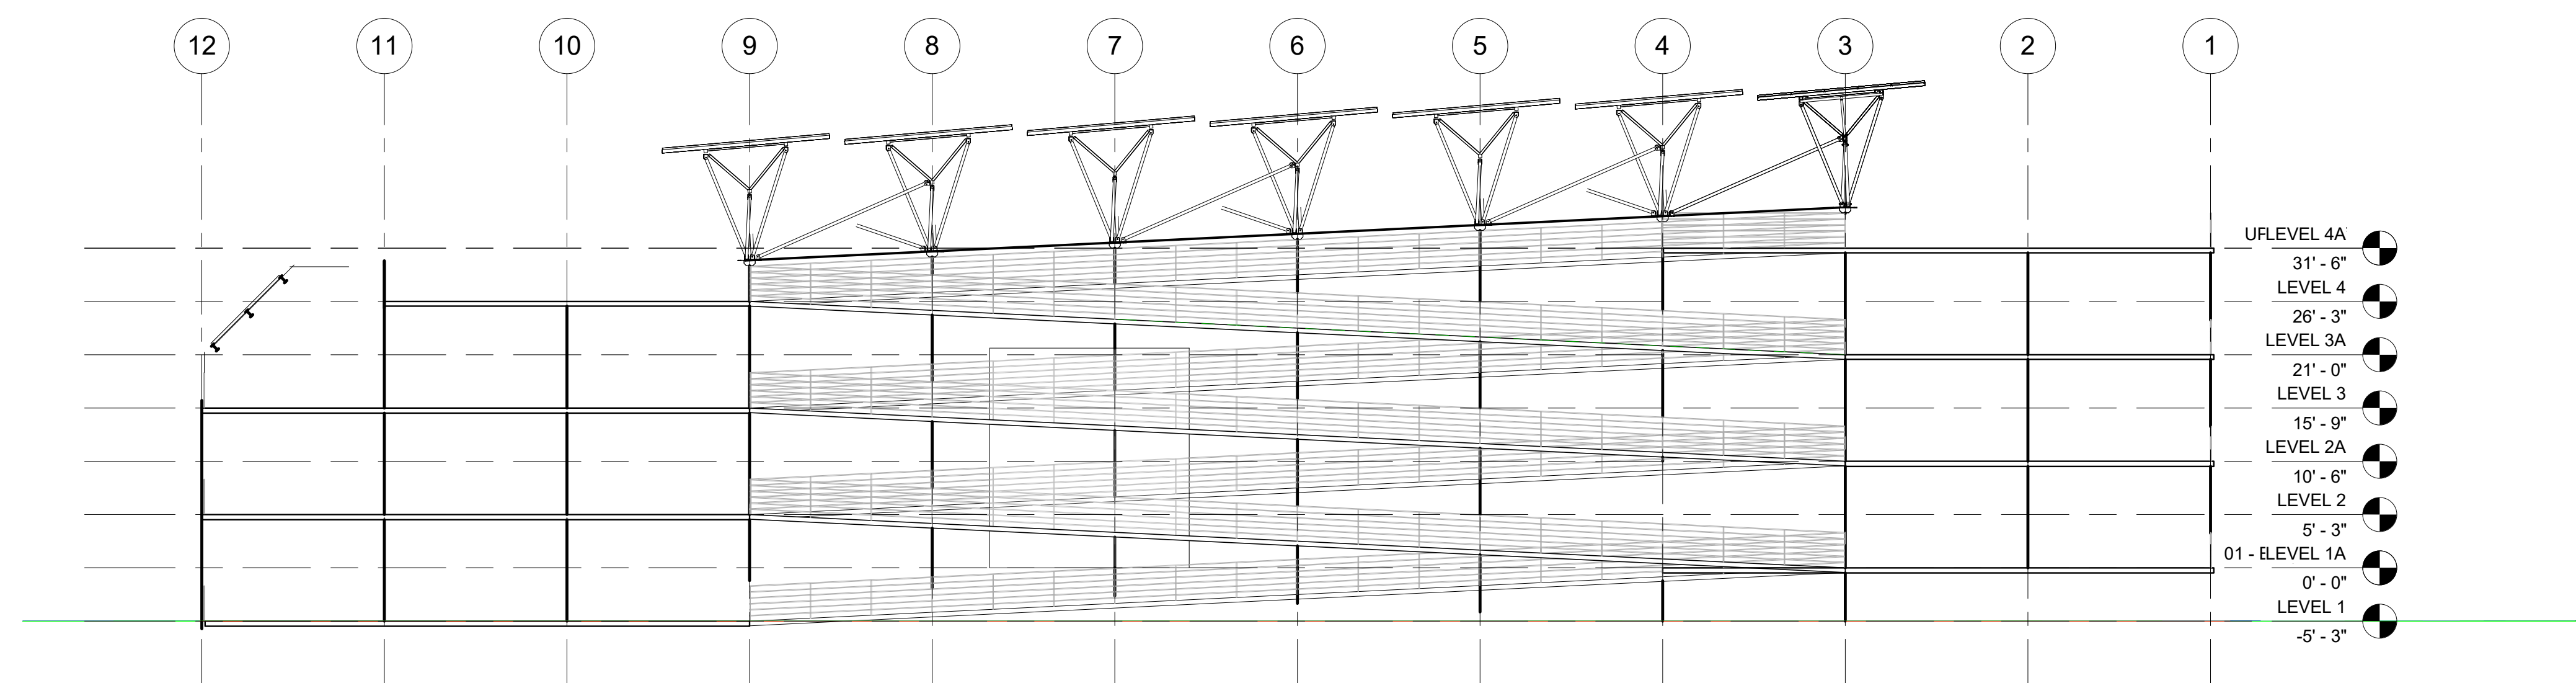 12 11 10 9 8 7 6 5 4 3 2 1
UFLEVEL 4A
31' - 6"
LEVEL 4
26' - 3"
LEVEL 3A
21' - 0"
LEVEL 3
15' - 9"
LEVEL 2A
10' - 6"
LEVEL 2
5' - 3"
01 - LEVEL 1A
0' - 0"
LEVEL 1
-5' - 3"